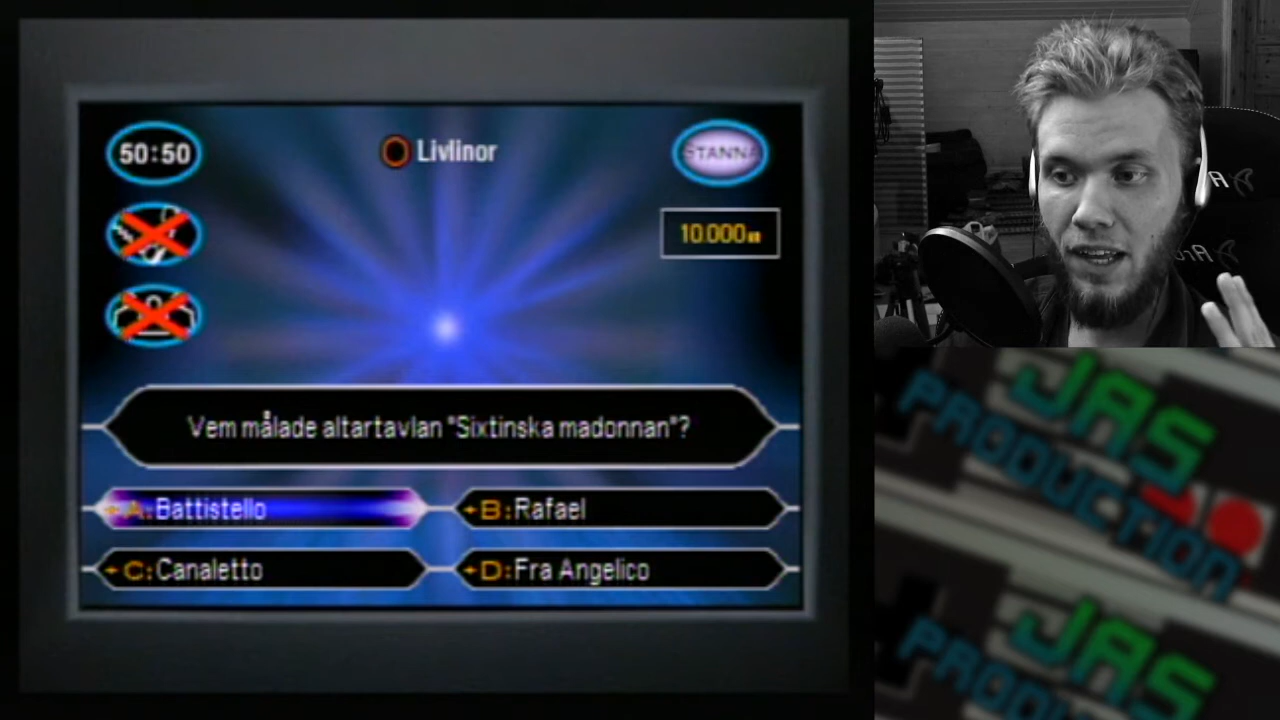 50:50
Livlinor
STANNA
10.000
Vem målade altartavlan "Sixtinska madonnan"?
A: Battistello
B: Rafael
C: Canaletto
D: Fra Angelico
JAS
PRODUCTION
JAS